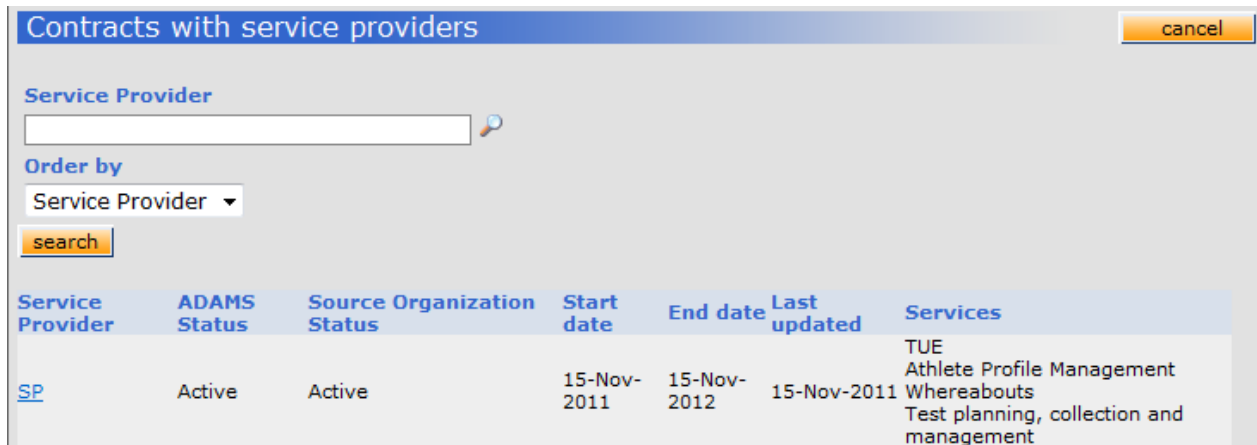 Contracts with service providers
cancel
Service Provider
Order by
Service Provider
search
Service Provider
ADAMS Status
Source Organization Status
Start date
End date
Last updated
Services
SP
Active
Active
15-Nov-2011
15-Nov-2012
15-Nov-2011
TUE
Athlete Profile Management
Whereabouts
Test planning, collection and
management